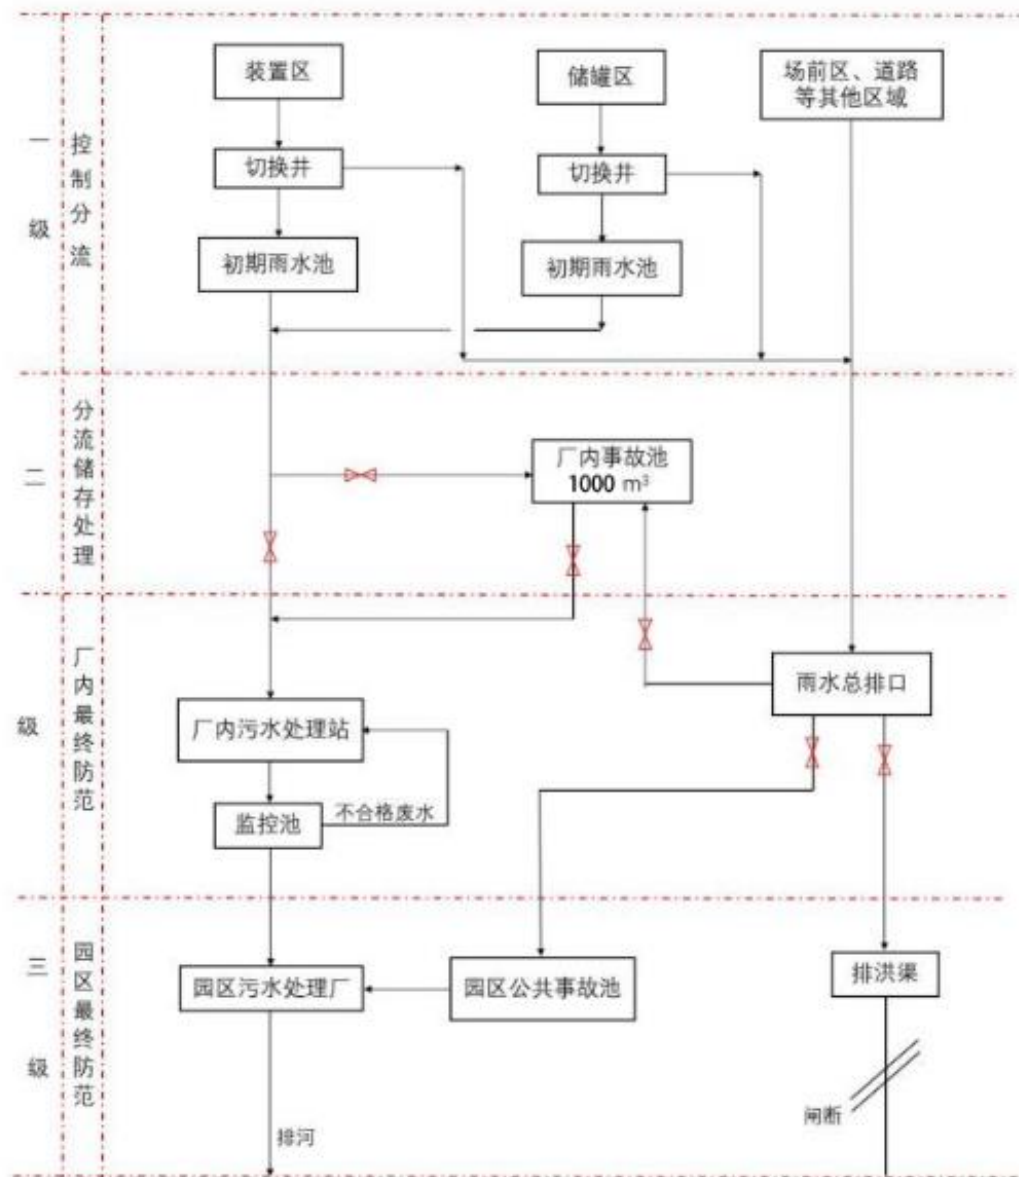 一级
控制分流
装置区
储罐区
场前区、道路
等其他区域
切换井
切换井
初期雨水池
初期雨水池
二级
分流储存处理
厂内事故池
1000 m³
厂内最终防范
雨水总排口
厂内污水处理站
监控池
不合格废水
三级
园区最终防范
园区污水处理厂
园区公共事故池
排洪渠
闸断
排河